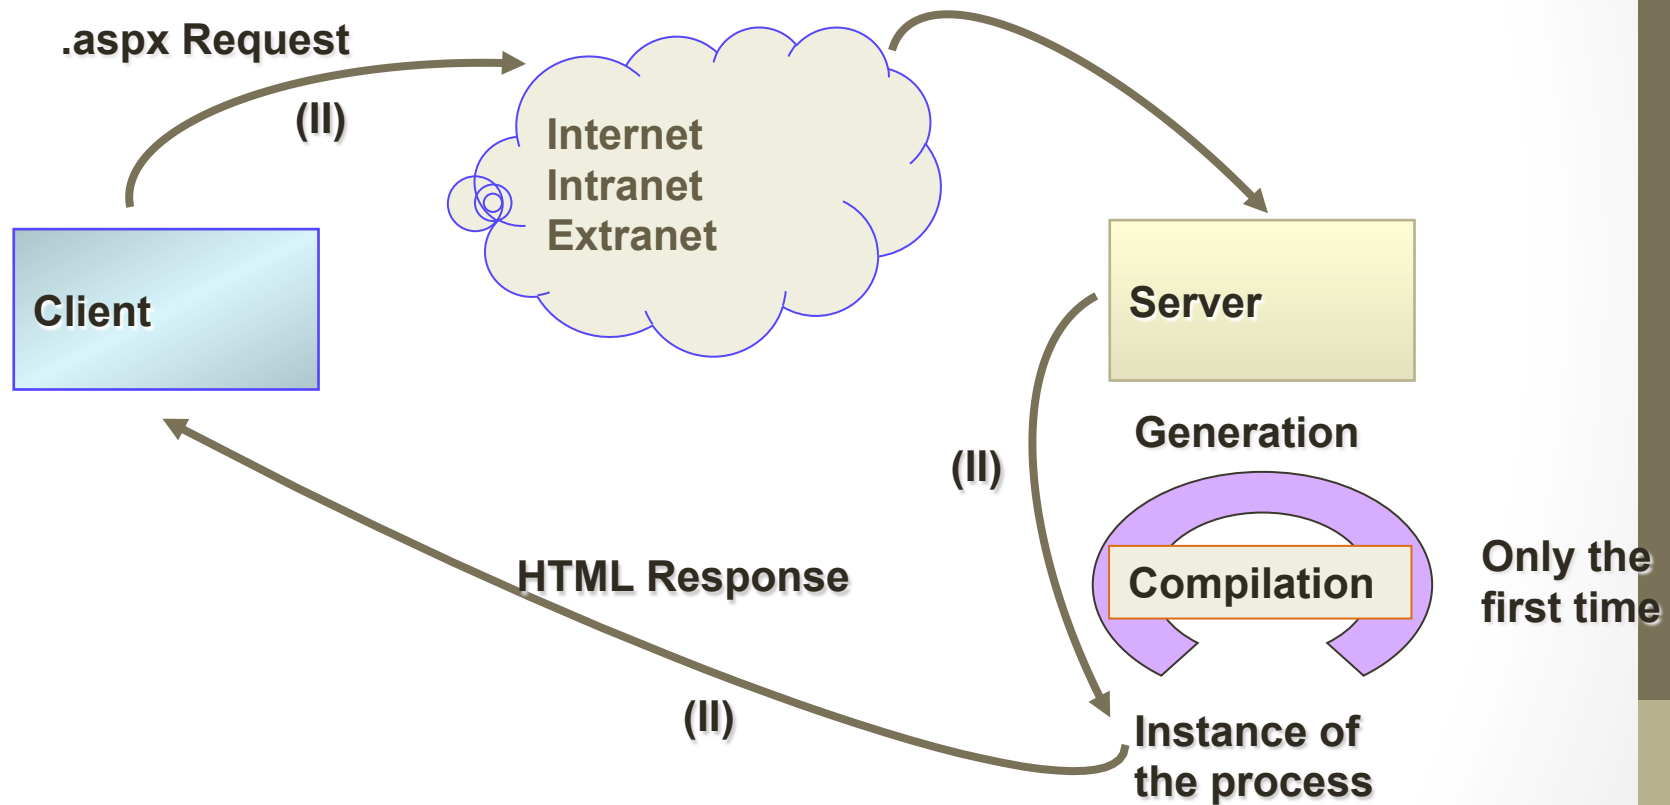 .aspx Request
(II)
Internet
Intranet
Extranet
Client
Server
Generation
(II)
Compilation
Only the
first time
HTML Response
(II)
Instance of
the process